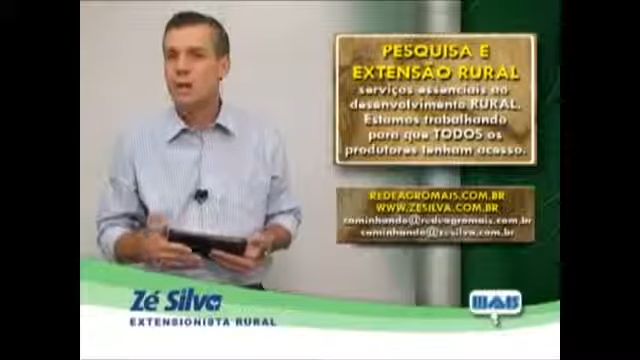 PESQUISA E
EXTENSÃO RURAL
serviços essenciais ao
desenvolvimento RURAL.
Estamos trabalhando
para que TODOS os
produtores tenham acesso.
REDEAGROMAIS.COM.BR
WWW.ZESILVA.COM.BR
caminhando@redeagromais.com.br
caminhando@zesilva.com.br
Zé Silva
EXTENSIONISTA RURAL
MAIS